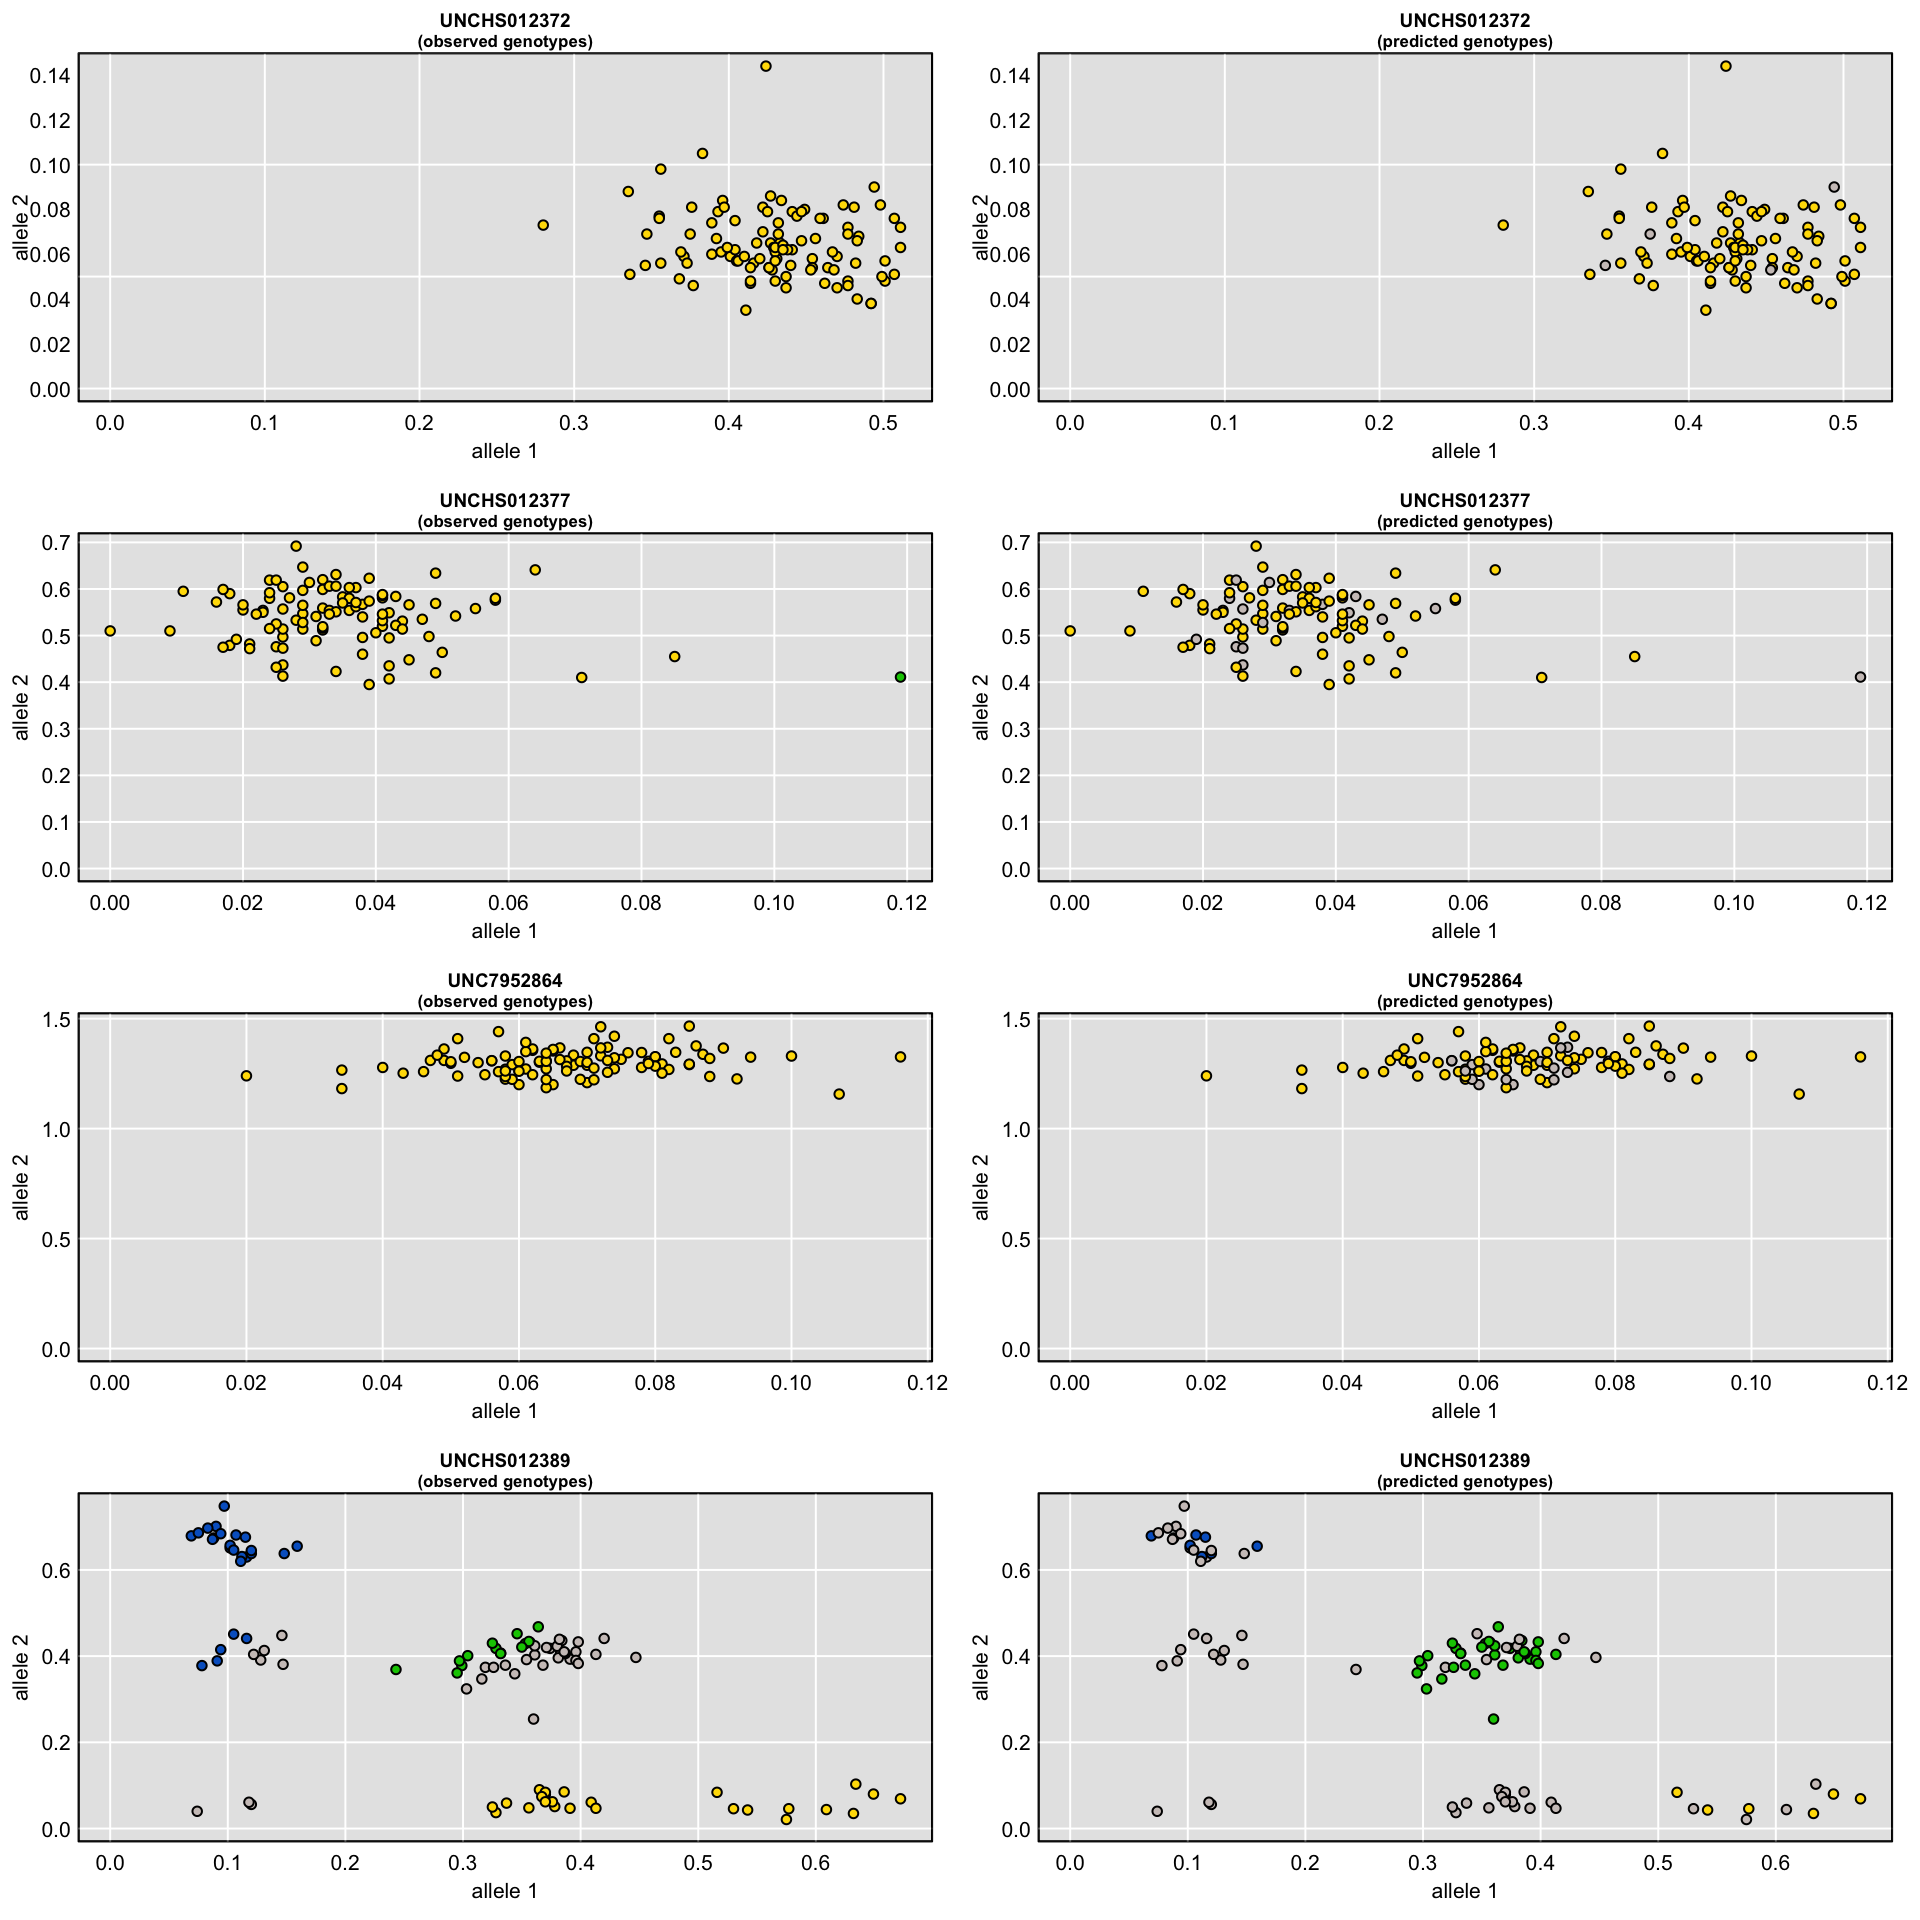 UNCHS012372
(observed genotypes)
0.14
0.12
0.10
0.08
0.06
0.04
0.02
0.00
allele 2
0.0 0.1 0.2 0.3 0.4 0.5
allele 1
UNCHS012372
(predicted genotypes)
0.14
0.12
0.10
0.08
0.06
0.04
0.02
0.00
allele 2
0.0 0.1 0.2 0.3 0.4 0.5
allele 1
UNCHS012377
(observed genotypes)
0.7
0.6
0.5
0.4
0.3
0.2
0.1
0.0
allele 2
0.00 0.02 0.04 0.06 0.08 0.10 0.12
allele 1
UNCHS012377
(predicted genotypes)
0.7
0.6
0.5
0.4
0.3
0.2
0.1
0.0
allele 2
0.00 0.02 0.04 0.06 0.08 0.10 0.12
allele 1
UNC7952864
(observed genotypes)
1.5
1.0
0.5
0.0
allele 2
0.00 0.02 0.04 0.06 0.08 0.10 0.12
allele 1
UNC7952864
(predicted genotypes)
1.5
1.0
0.5
0.0
allele 2
0.00 0.02 0.04 0.06 0.08 0.10 0.12
allele 1
UNCHS012389
(observed genotypes)
0.6
0.4
0.2
0.0
allele 2
0.0 0.1 0.2 0.3 0.4 0.5 0.6
allele 1
UNCHS012389
(predicted genotypes)
0.6
0.4
0.2
0.0
allele 2
0.0 0.1 0.2 0.3 0.4 0.5 0.6
allele 1